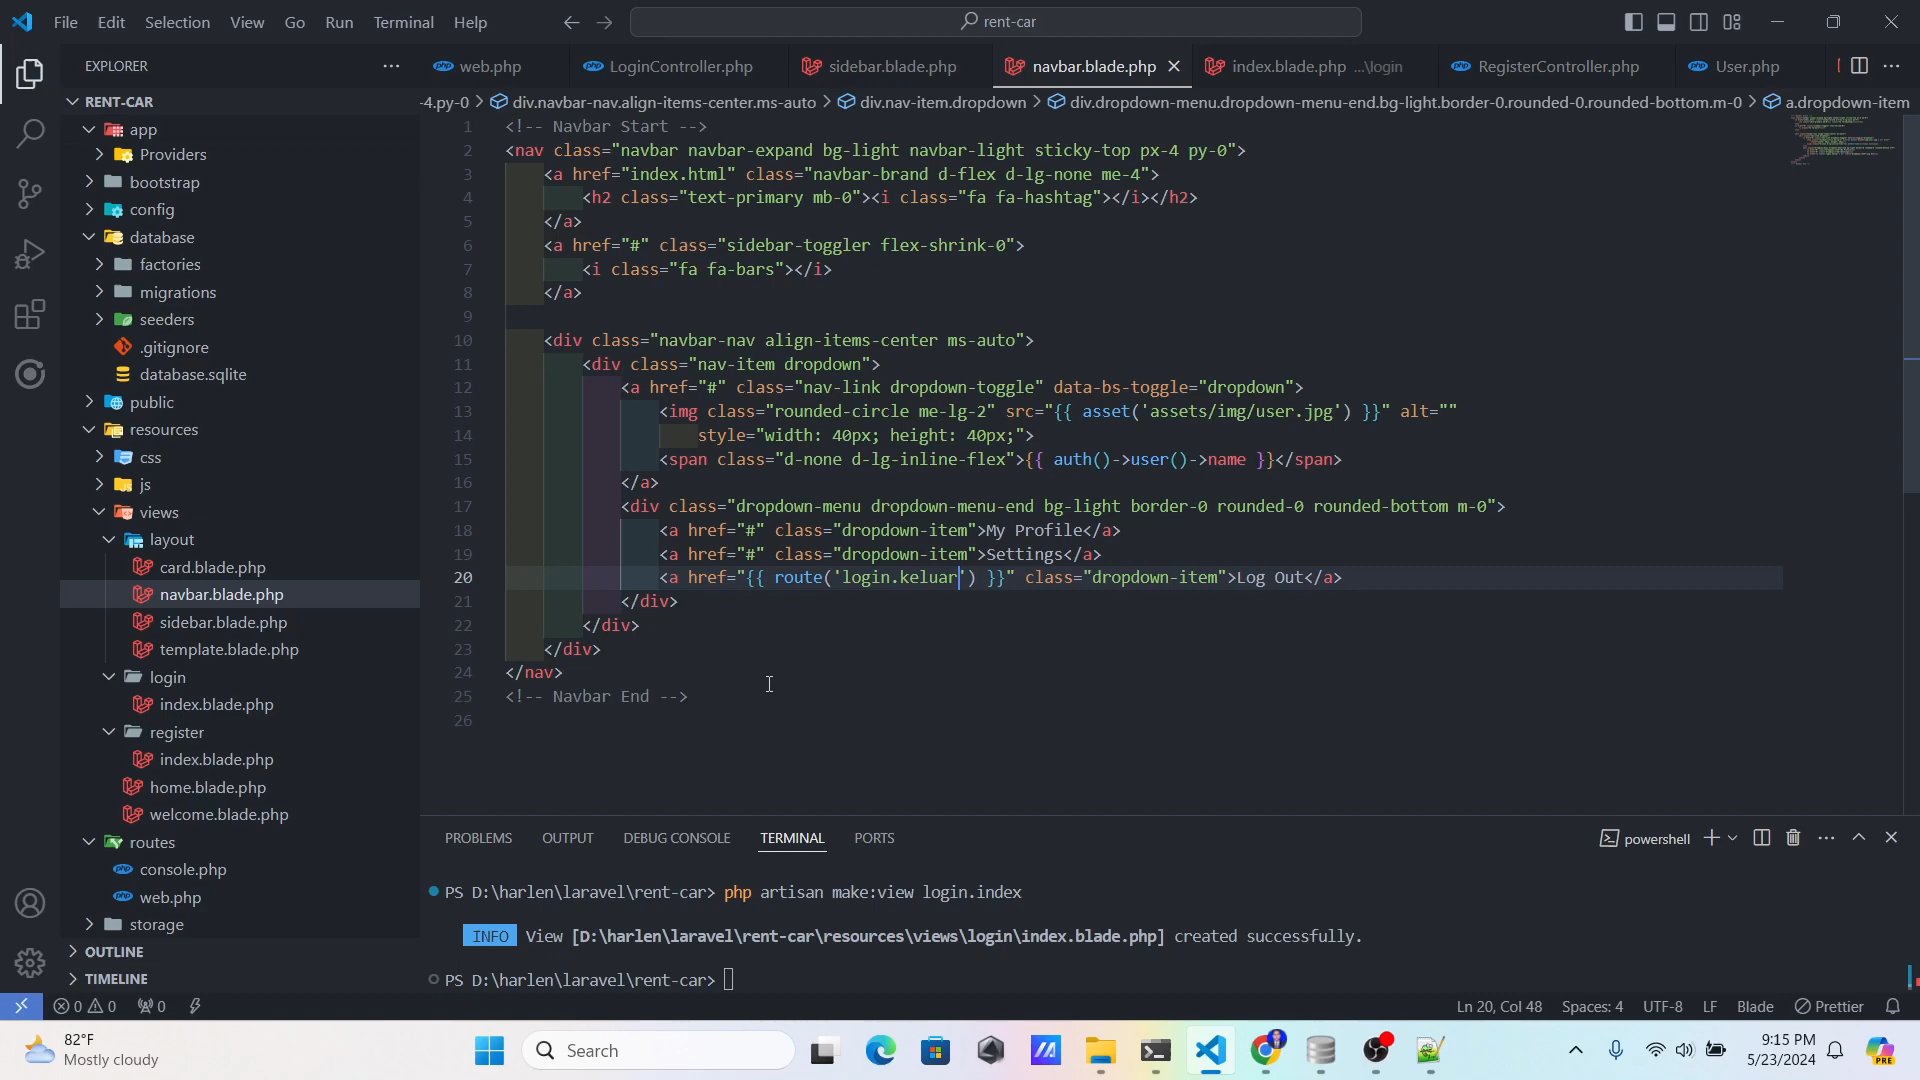 File Edit Selection View Go Run Terminal Help
rent-car
EXPLORER
web.php LoginController.php sidebar.blade.php navbar.blade.php index.blade.php ...\login RegisterController.php User.php
-4.py-0 > div.navbar-nav.align-items-center.ms-auto > div.nav-item.dropdown > div.dropdown-menu.dropdown-menu-end.bg-light.border-0.rounded-0.rounded-bottom.m-0 > a.dropdown-item
RENT-CAR
app
Providers
bootstrap
config
database
factories
migrations
seeders
.gitignore
database.sqlite
public
resources
css
js
views
layout
card.blade.php
navbar.blade.php
sidebar.blade.php
template.blade.php
login
index.blade.php
register
index.blade.php
home.blade.php
welcome.blade.php
routes
console.php
web.php
storage
OUTLINE
TIMELINE
1 <!-- Navbar Start -->
2 <nav class="navbar navbar-expand bg-light navbar-light sticky-top px-4 py-0">
3 <a href="index.html" class="navbar-brand d-flex d-lg-none me-4">
4 <h2 class="text-primary mb-0"><i class="fa fa-hashtag"></i></h2>
5 </a>
6 <a href="#" class="sidebar-toggler flex-shrink-0">
7 <i class="fa fa-bars"></i>
8 </a>
9
10 <div class="navbar-nav align-items-center ms-auto">
11 <div class="nav-item dropdown">
12 <a href="#" class="nav-link dropdown-toggle" data-bs-toggle="dropdown">
13 <img class="rounded-circle me-lg-2" src="{{ asset('assets/img/user.jpg') }}" alt=""
14 style="width: 40px; height: 40px;">
15 <span class="d-none d-lg-inline-flex">{{ auth()->user()->name }}</span>
16 </a>
17 <div class="dropdown-menu dropdown-menu-end bg-light border-0 rounded-0 rounded-bottom m-0">
18 <a href="#" class="dropdown-item">My Profile</a>
19 <a href="#" class="dropdown-item">Settings</a>
20 <a href="{{ route('login.keluar') }}" class="dropdown-item">Log Out</a>
21 </div>
22 </div>
23 </div>
24 </nav>
25 <!-- Navbar End -->
26
PROBLEMS OUTPUT DEBUG CONSOLE TERMINAL PORTS
powershell
PS D:\harlen\laravel\rent-car> php artisan make:view login.index
INFO View [D:\harlen\laravel\rent-car\resources\views\login\index.blade.php] created successfully.
PS D:\harlen\laravel\rent-car>
0 0 0
Ln 20, Col 48 Spaces: 4 UTF-8 LF Blade Prettier
82°F
Mostly cloudy
Search
9:15 PM
5/23/2024
PRE